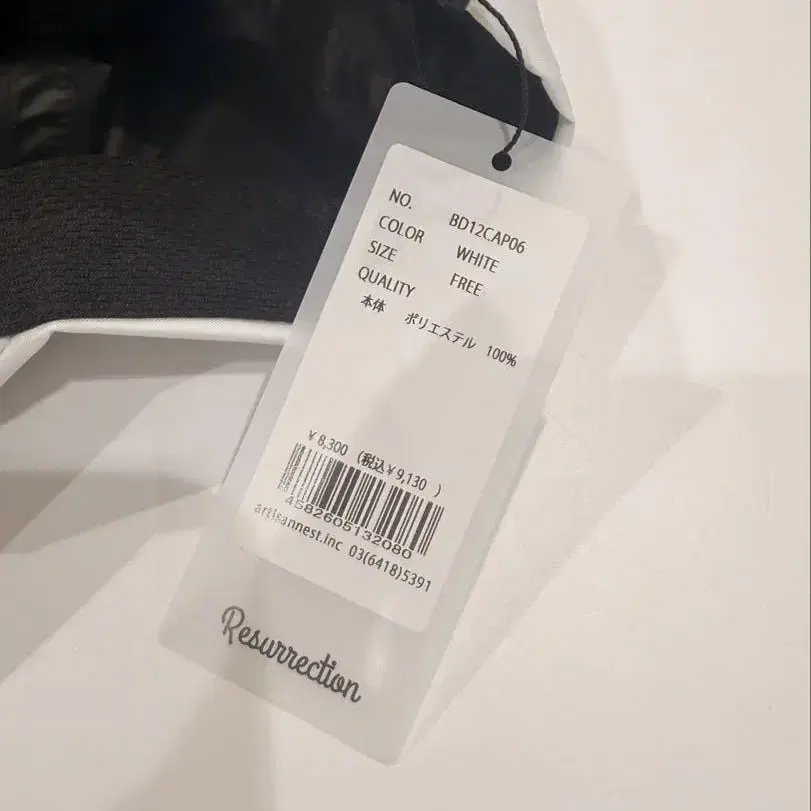 NO. BD12CAP06
COLOR WHITE
SIZE FREE
QUALITY
本体 ポリエステル 100%
¥8,300 (税込¥9,130 )
4582605132080
artisannest.inc 03(6418)5391
Resurrection